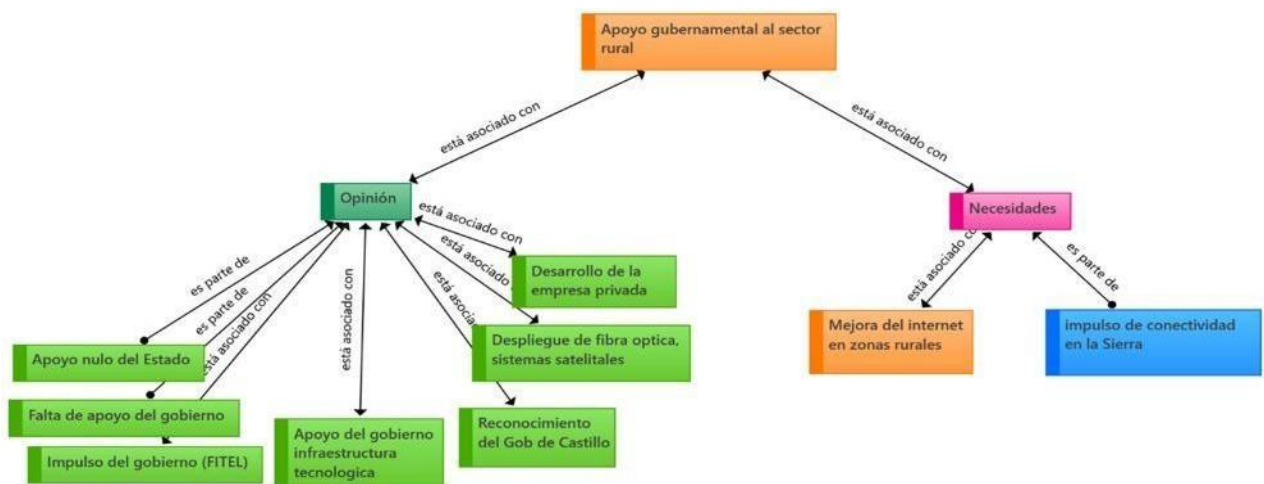 Apoyo gubernamental al sector
rural
está asociado con
está asociado con
Opinión
Necesidades
está asociado con
es parte de
es parte de
está asociado con
está asociado con
está asociado
está asociado
está asociado con
es parte de
Desarrollo de la
empresa privada
Despliegue de fibra optica,
sistemas satelitales
Reconocimiento
del Gob de Castillo
Apoyo nulo del Estado
Falta de apoyo del gobierno
Impulso del gobierno (FITEL)
Apoyo del gobierno
infraestructura
tecnologica
Mejora del internet
en zonas rurales
impulso de conectividad
en la Sierra